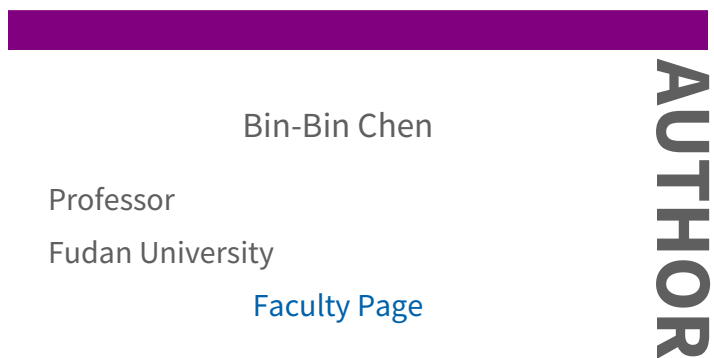 Bin-Bin Chen
Professor
Fudan University
Faculty Page
AUTHOR